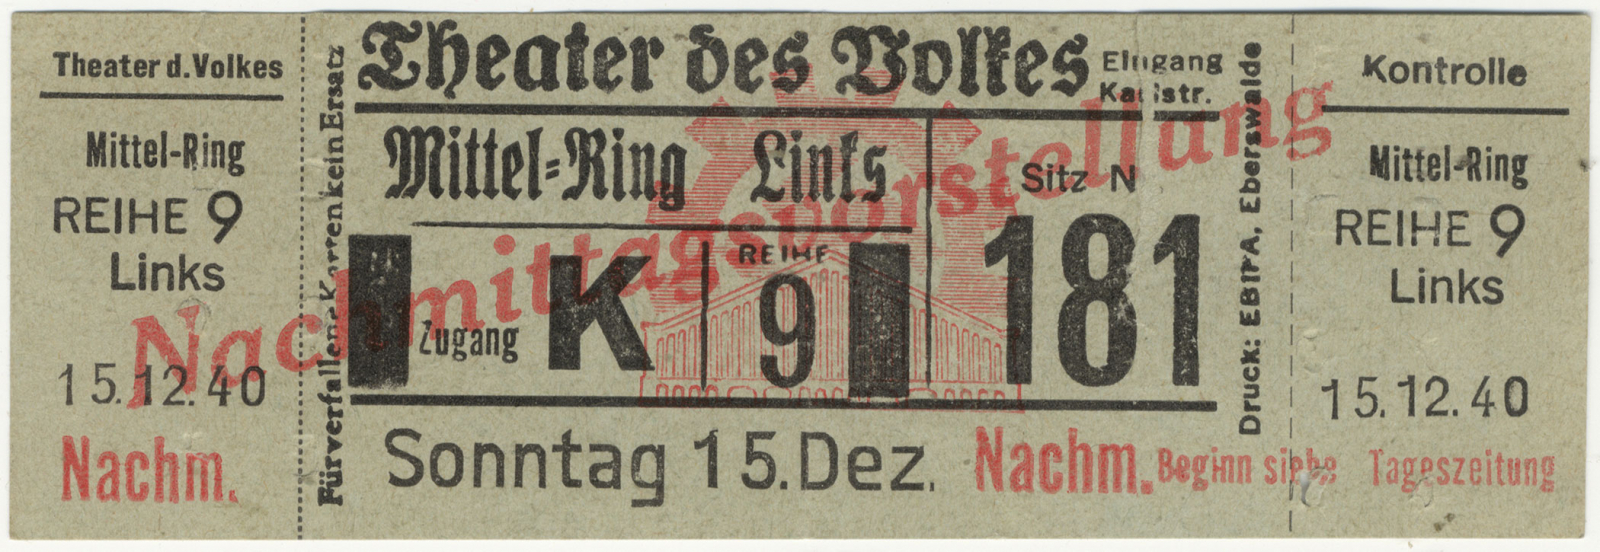 Theater d. Volkes
Mittel-Ring
REIHE 9
Links
15.12.40
Nachm.
Für verfallene Karten kein Ersatz
Theater des Volkes
Eingang
Karlstr.
Mittel-Ring Links
Sitz N
181
Zugang K
REIHE
9
Nachmittagsvorstellung
Sonntag 15.Dez.
Nachm. Beginn siehe Tageszeitung
Druck: EBIPA, Eberswalde
Kontrolle
Mittel-Ring
REIHE 9
Links
15.12.40